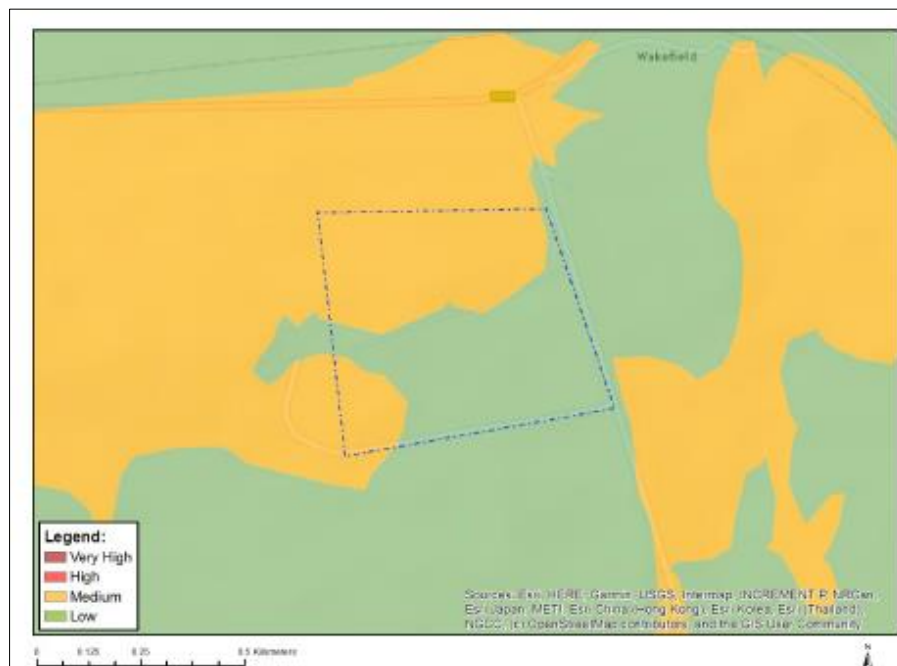 Wakefield
Legend:
Very High
High
Medium
Low
Sources: Esri, HERE, Garmin, USGS, Intermap, INCREMENT P, NRCan,
Esri Japan, METI, Esri China (Hong Kong), Esri Korea, Esri (Thailand),
NGCC, (c) OpenStreetMap contributors, and the GIS User Community
0 0.125 0.25 0.5 Kilometers
N